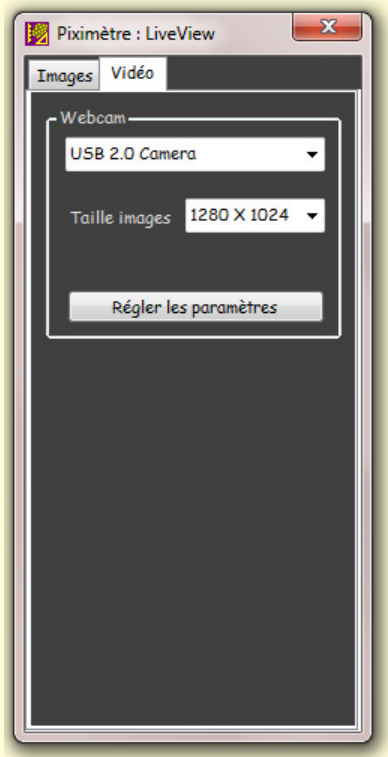 Piximètre : LiveView
Images Vidéo
Webcam
USB 2.0 Camera
Taille images 1280 X 1024
Régler les paramètres